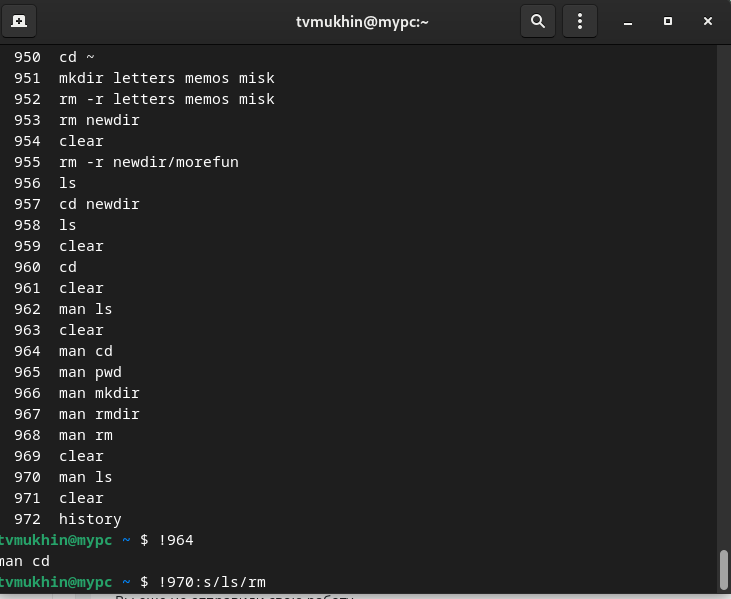 tvmukhin@mypc:~
950 cd ~
951 mkdir letters memos misk
952 rm -r letters memos misk
953 rm newdir
954 clear
955 rm -r newdir/morefun
956 ls
957 cd newdir
958 ls
959 clear
960 cd
961 clear
962 man ls
963 clear
964 man cd
965 man pwd
966 man mkdir
967 man rmdir
968 man rm
969 clear
970 man ls
971 clear
972 history
tvmukhin@mypc ~ $ !964
man cd
tvmukhin@mypc ~ $ !970:s/ls/rm